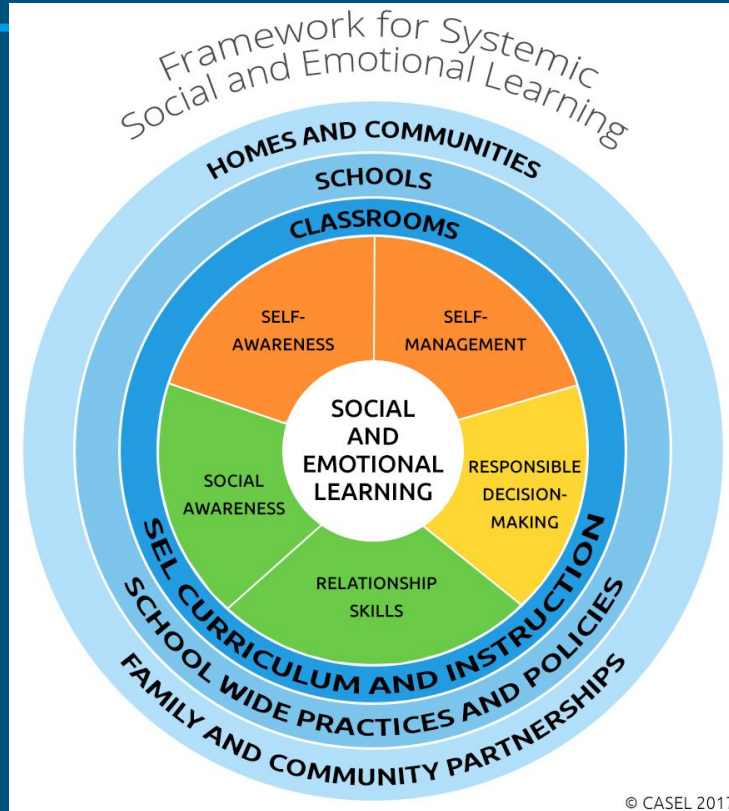 Framework for Systemic
Social and Emotional Learning
HOMES AND COMMUNITIES
SCHOOLS
CLASSROOMS
SELF-
AWARENESS
SELF-
MANAGEMENT
SOCIAL
AND
EMOTIONAL
LEARNING
SOCIAL
AWARENESS
RESPONSIBLE
DECISION-
MAKING
RELATIONSHIP
SKILLS
SEL CURRICULUM AND INSTRUCTION
SCHOOL WIDE PRACTICES AND POLICIES
FAMILY AND COMMUNITY PARTNERSHIPS
© CASEL 2017